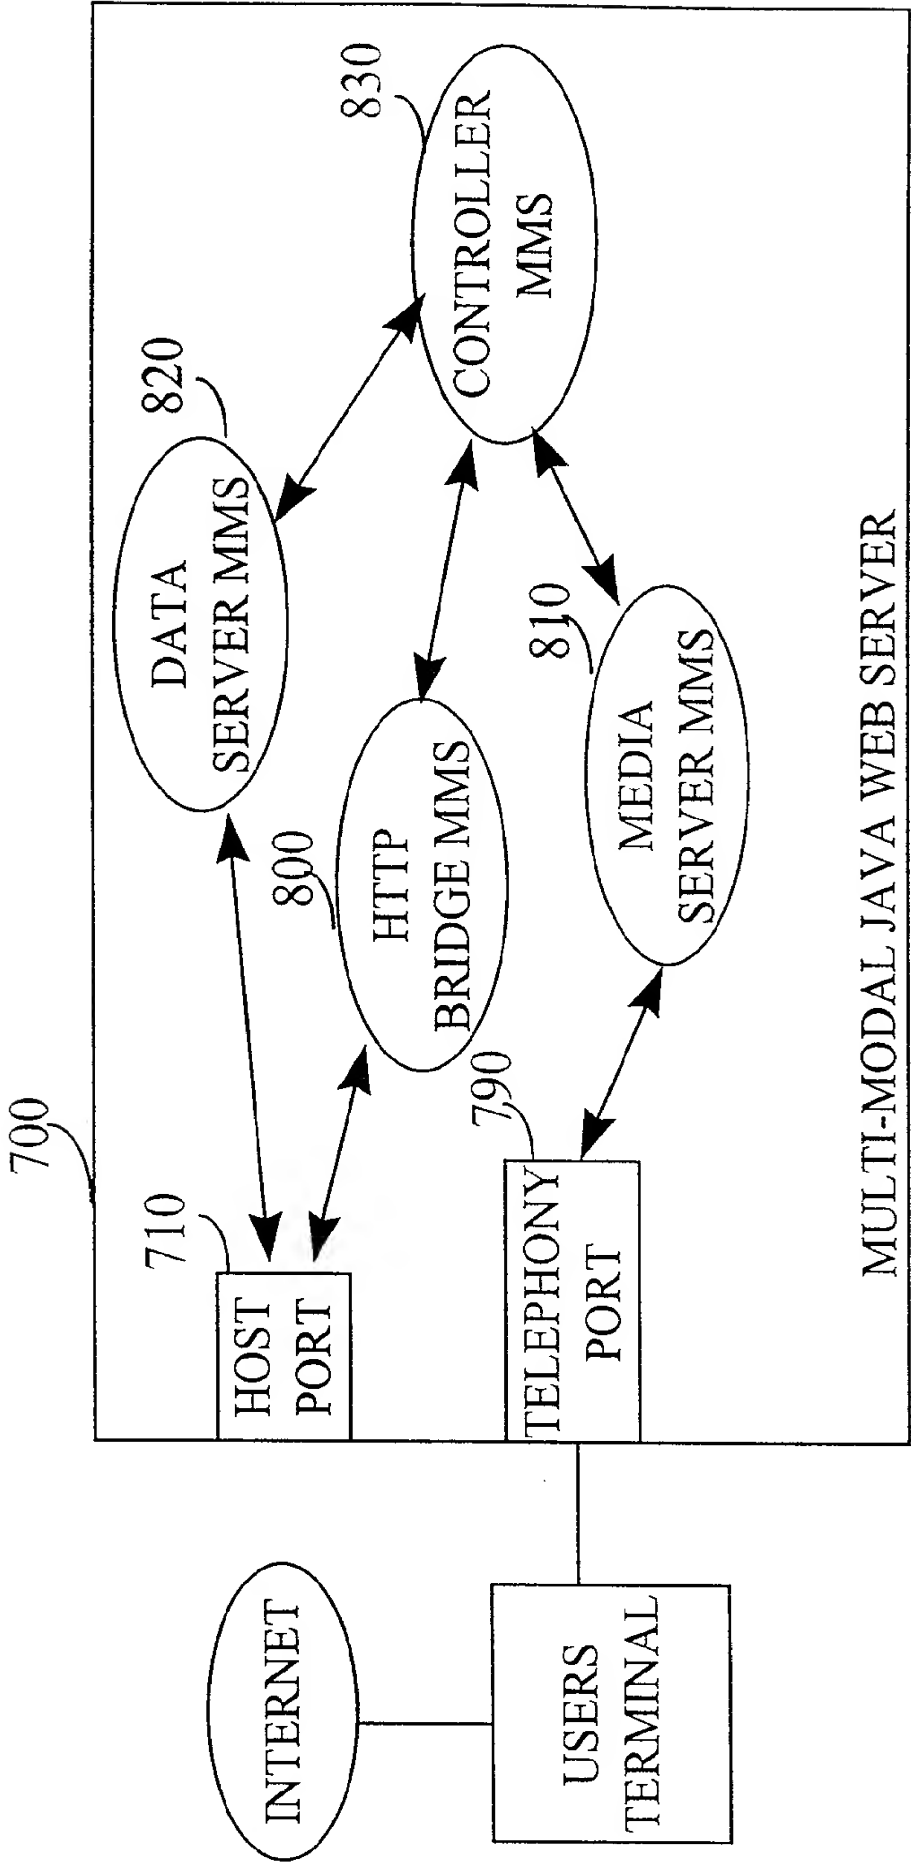 700
INTERNET
710
HOST
PORT
820
DATA
SERVER MMS
800
HTTP
BRIDGE MMS
830
CONTROLLER
MMS
790
TELEPHONY
PORT
810
MEDIA
SERVER MMS
USERS
TERMINAL
MULTI-MODAL JAVA WEB SERVER